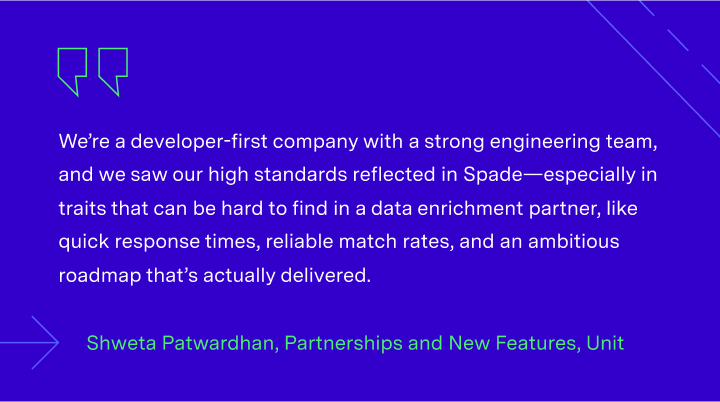 We’re a developer-first company with a strong engineering team,
and we saw our high standards reflected in Spade—especially in
traits that can be hard to find in a data enrichment partner, like
quick response times, reliable match rates, and an ambitious
roadmap that’s actually delivered.
Shweta Patwardhan, Partnerships and New Features, Unit